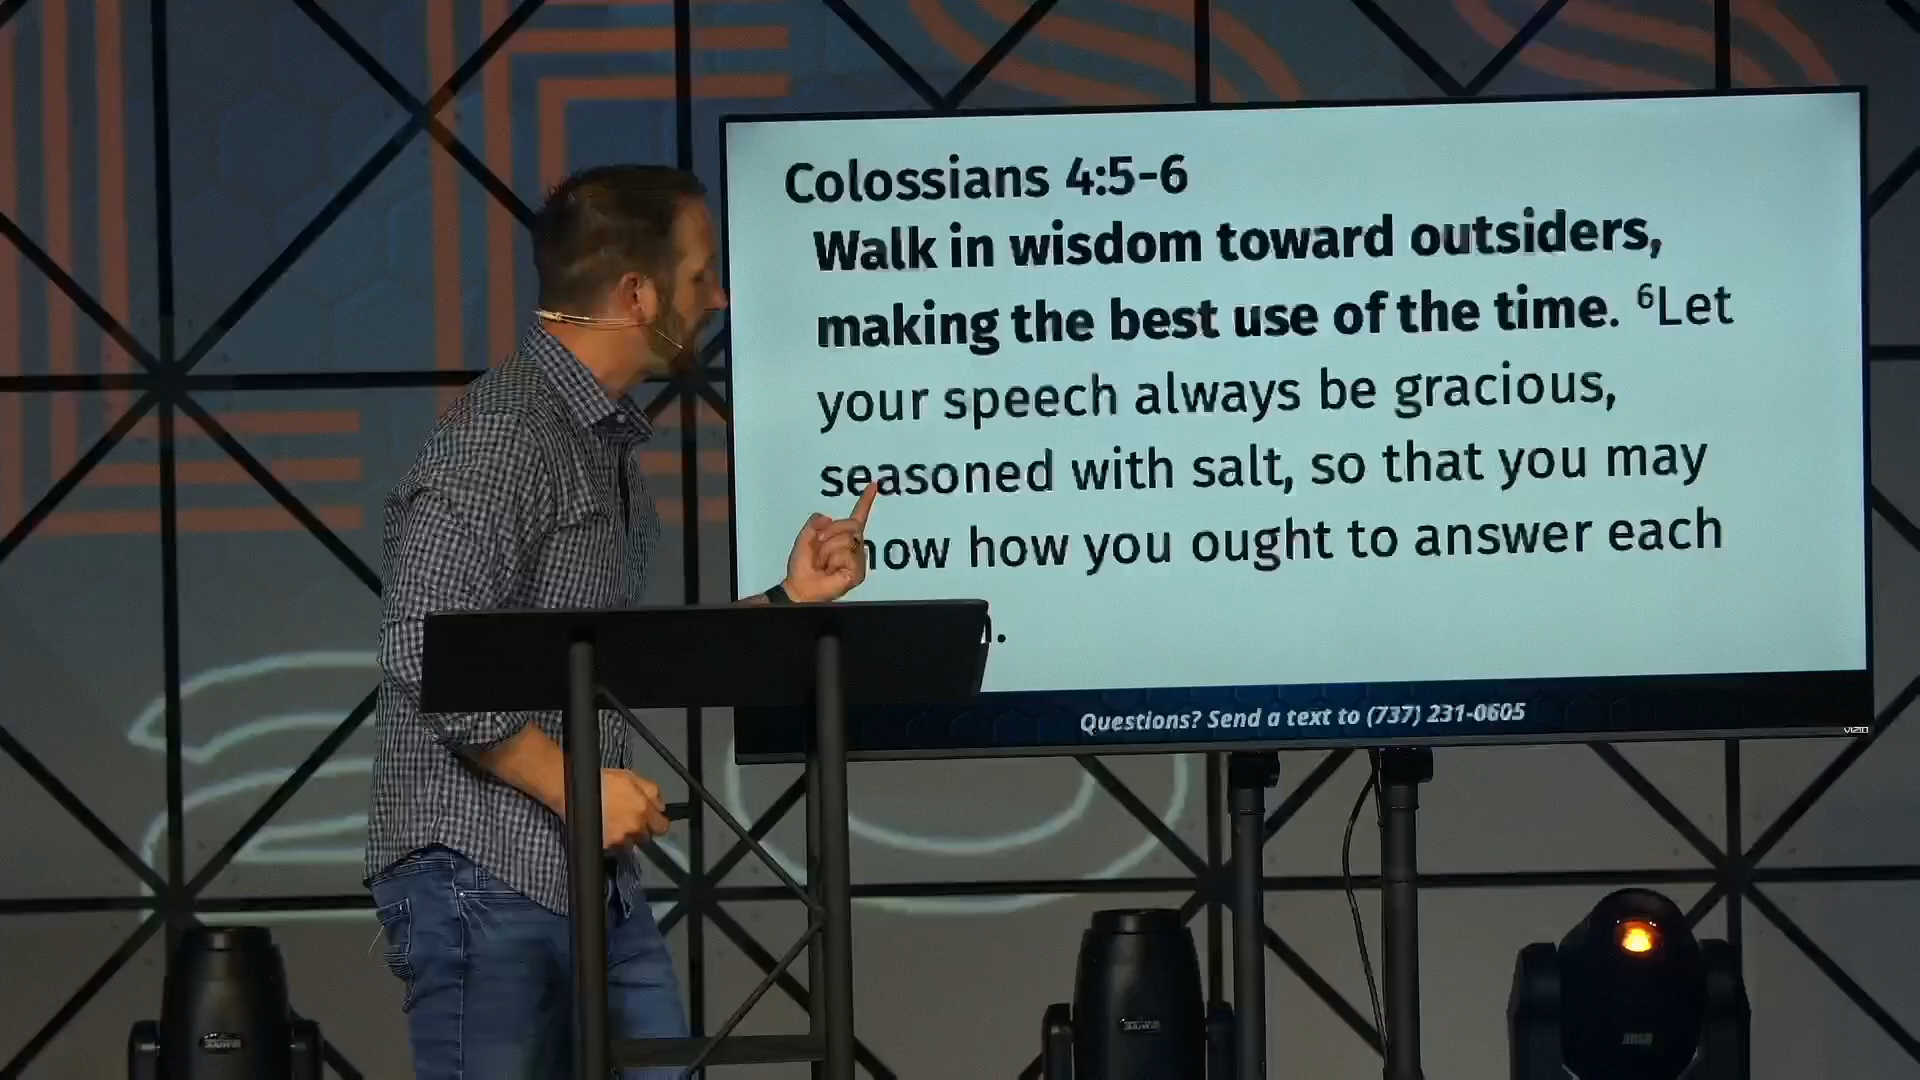 Colossians 4:5-6
Walk in wisdom toward outsiders,
making the best use of the time. ⁶Let
your speech always be gracious,
seasoned with salt, so that you may
how you ought to answer each
Questions? Send a text to (737) 231-0605
VIZIO